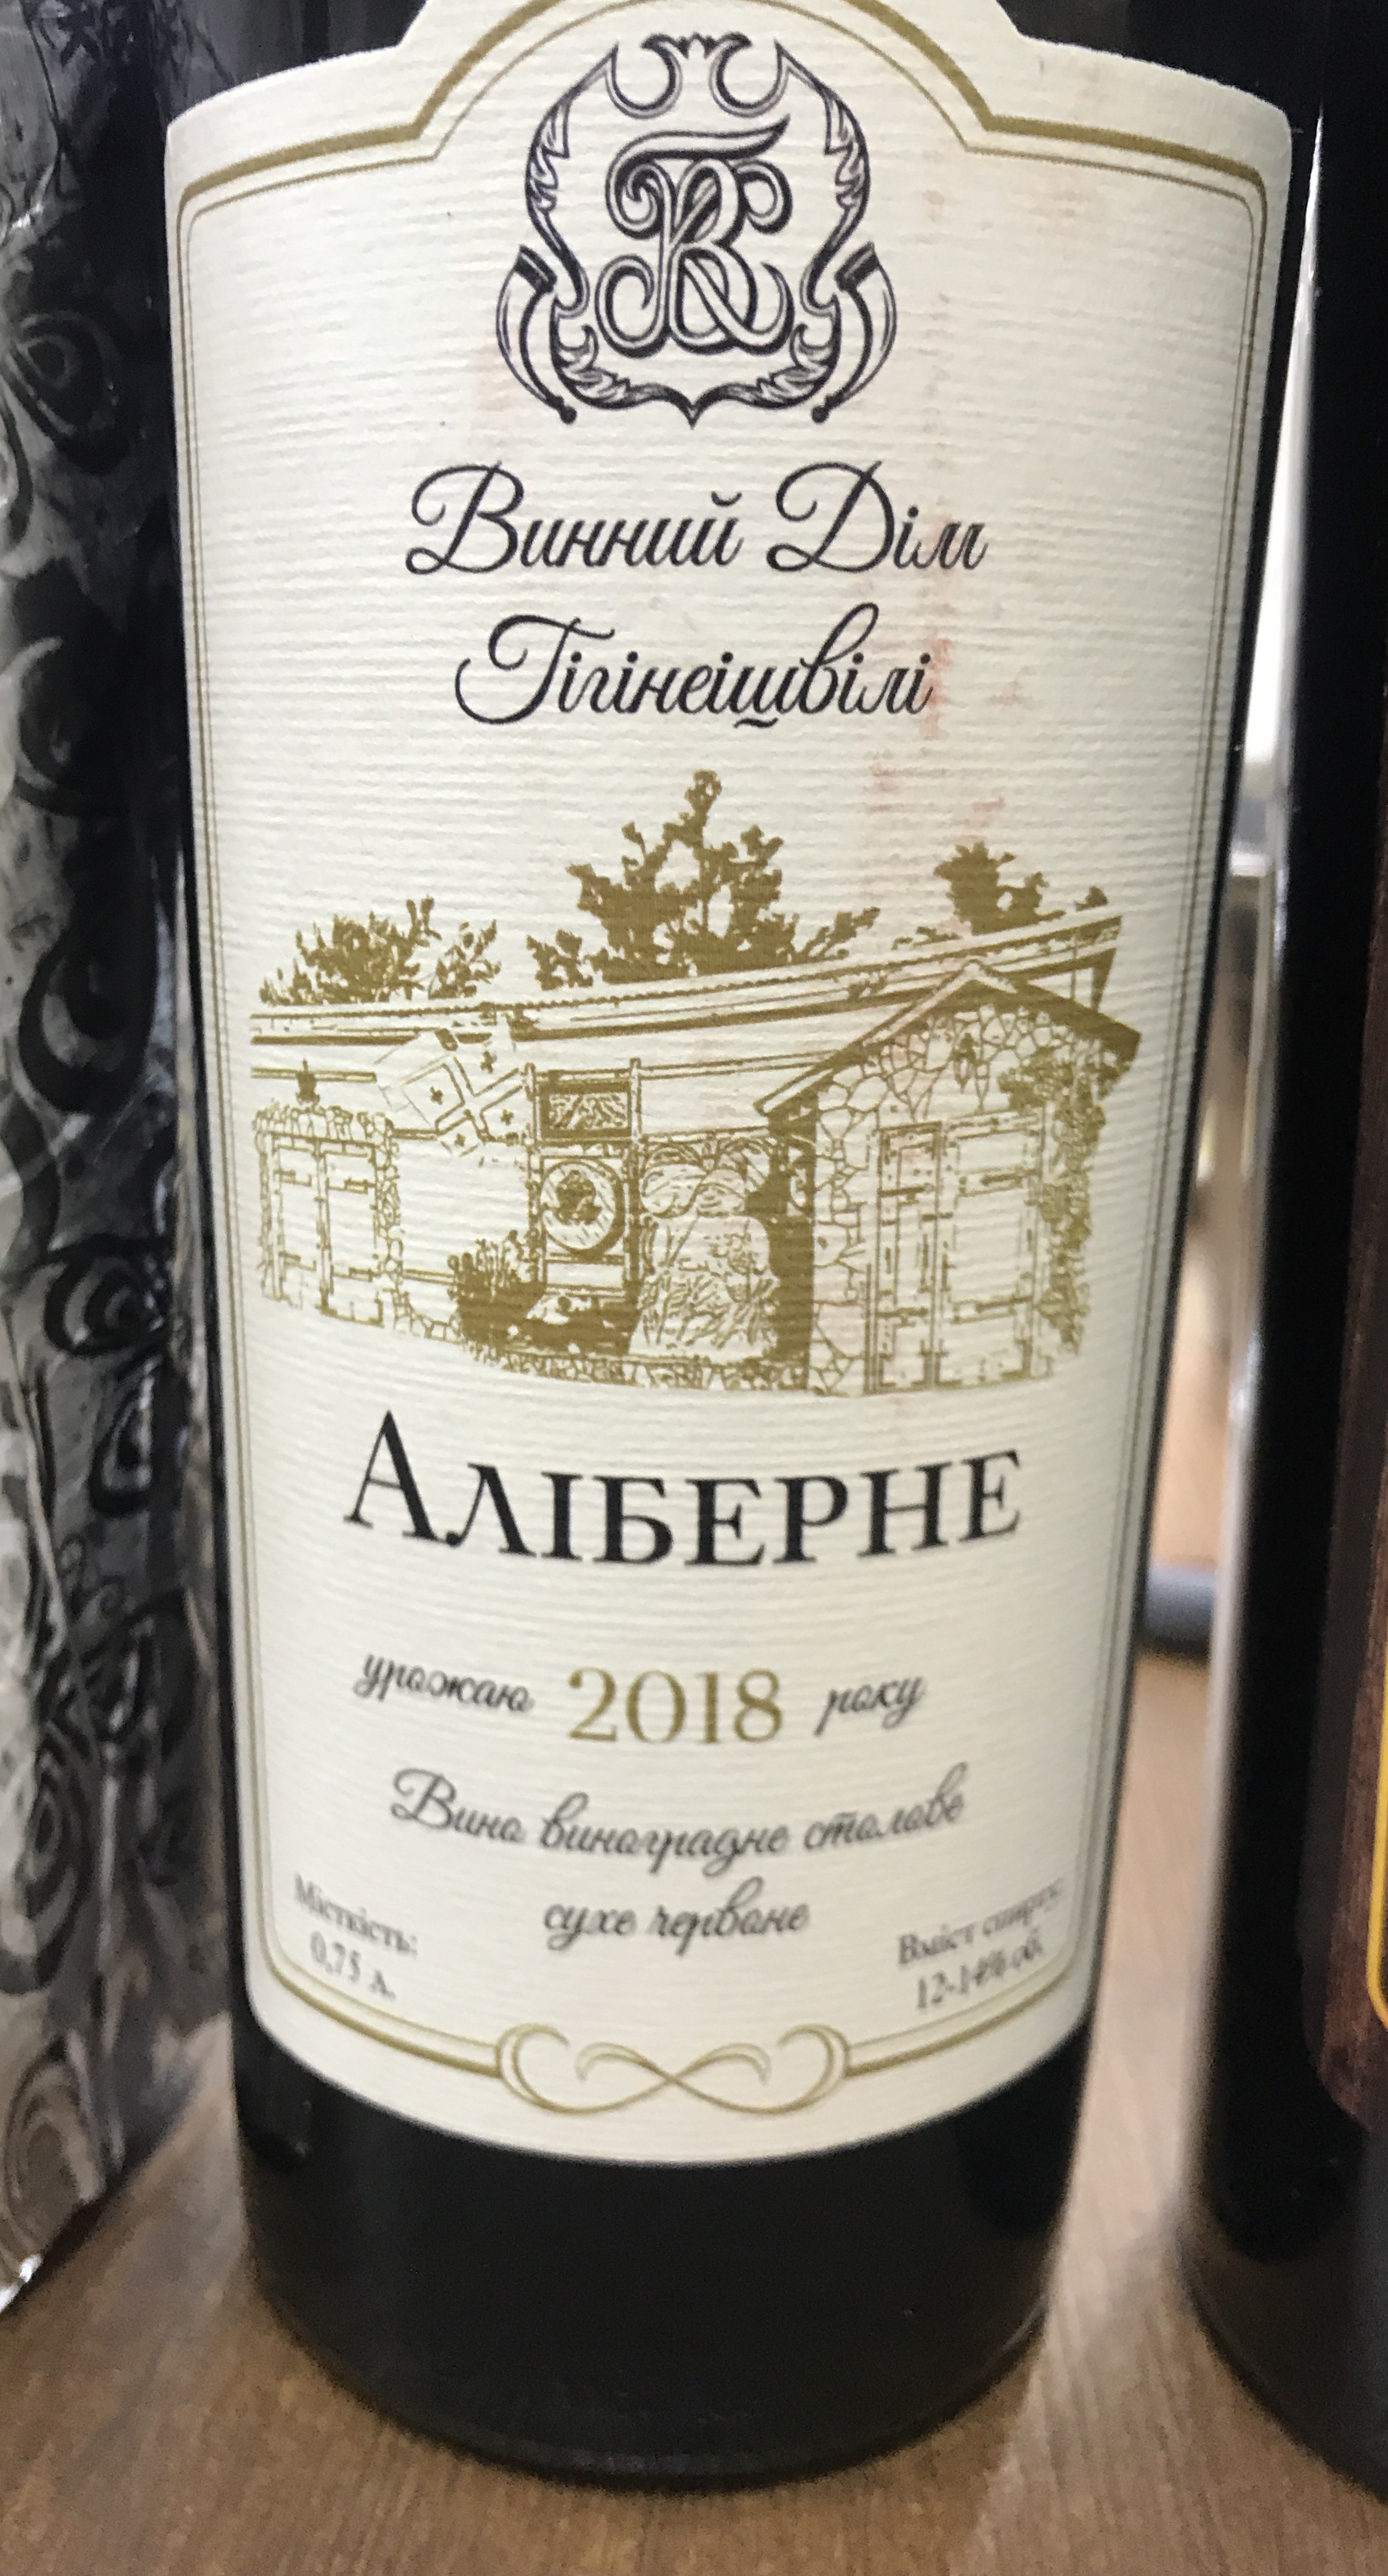 Винний Дім
Гігінеішвілі
АЛІБЕРНЕ
урожаю 2018 року
Вино виноградне столове
сухе червоне
Місткість:
0,75 л.
Вміст спирту:
12-14% об.